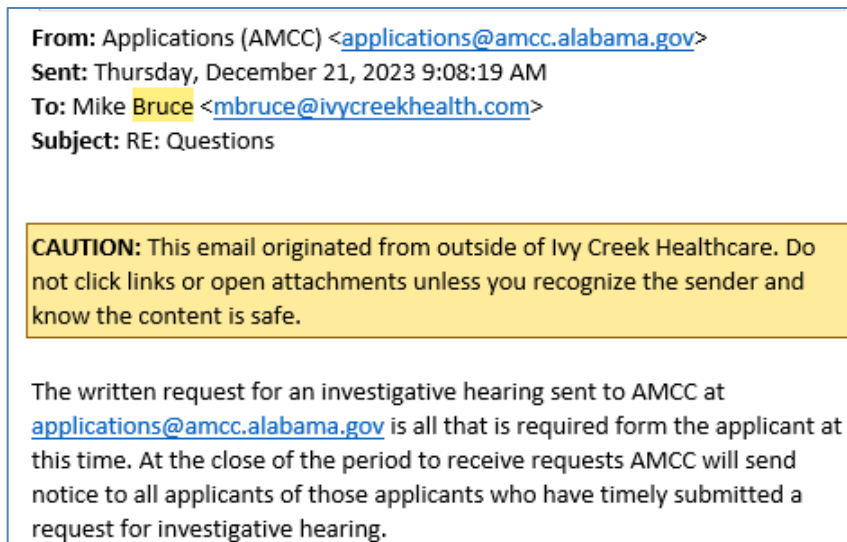 From: Applications (AMCC) <applications@amcc.alabama.gov>
Sent: Thursday, December 21, 2023 9:08:19 AM
To: Mike Bruce <mbruce@ivycreekhealth.com>
Subject: RE: Questions
CAUTION: This email originated from outside of Ivy Creek Healthcare. Do
not click links or open attachments unless you recognize the sender and
know the content is safe.
The written request for an investigative hearing sent to AMCC at
applications@amcc.alabama.gov is all that is required form the applicant at
this time. At the close of the period to receive requests AMCC will send
notice to all applicants of those applicants who have timely submitted a
request for investigative hearing.